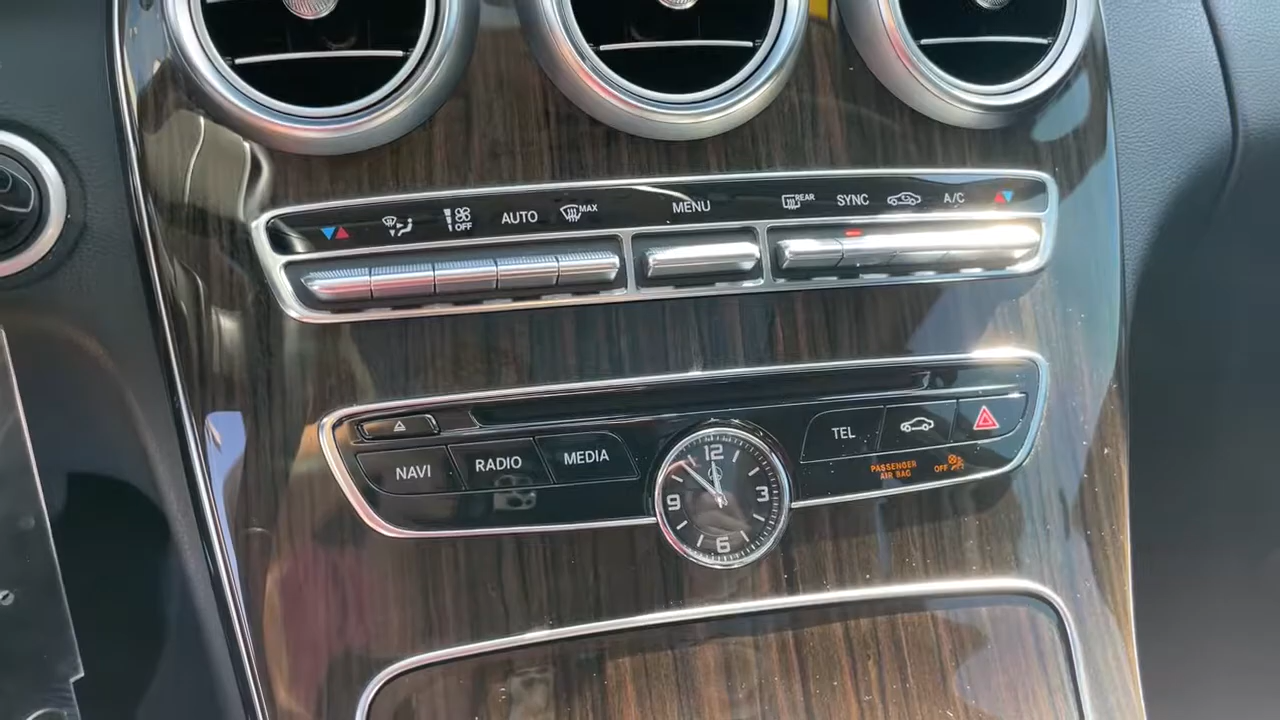 OFF
AUTO
MAX
MENU
REAR
SYNC
A/C
NAVI
RADIO
MEDIA
TEL
PASSENGER
AIR BAG
OFF
12
3
6
9